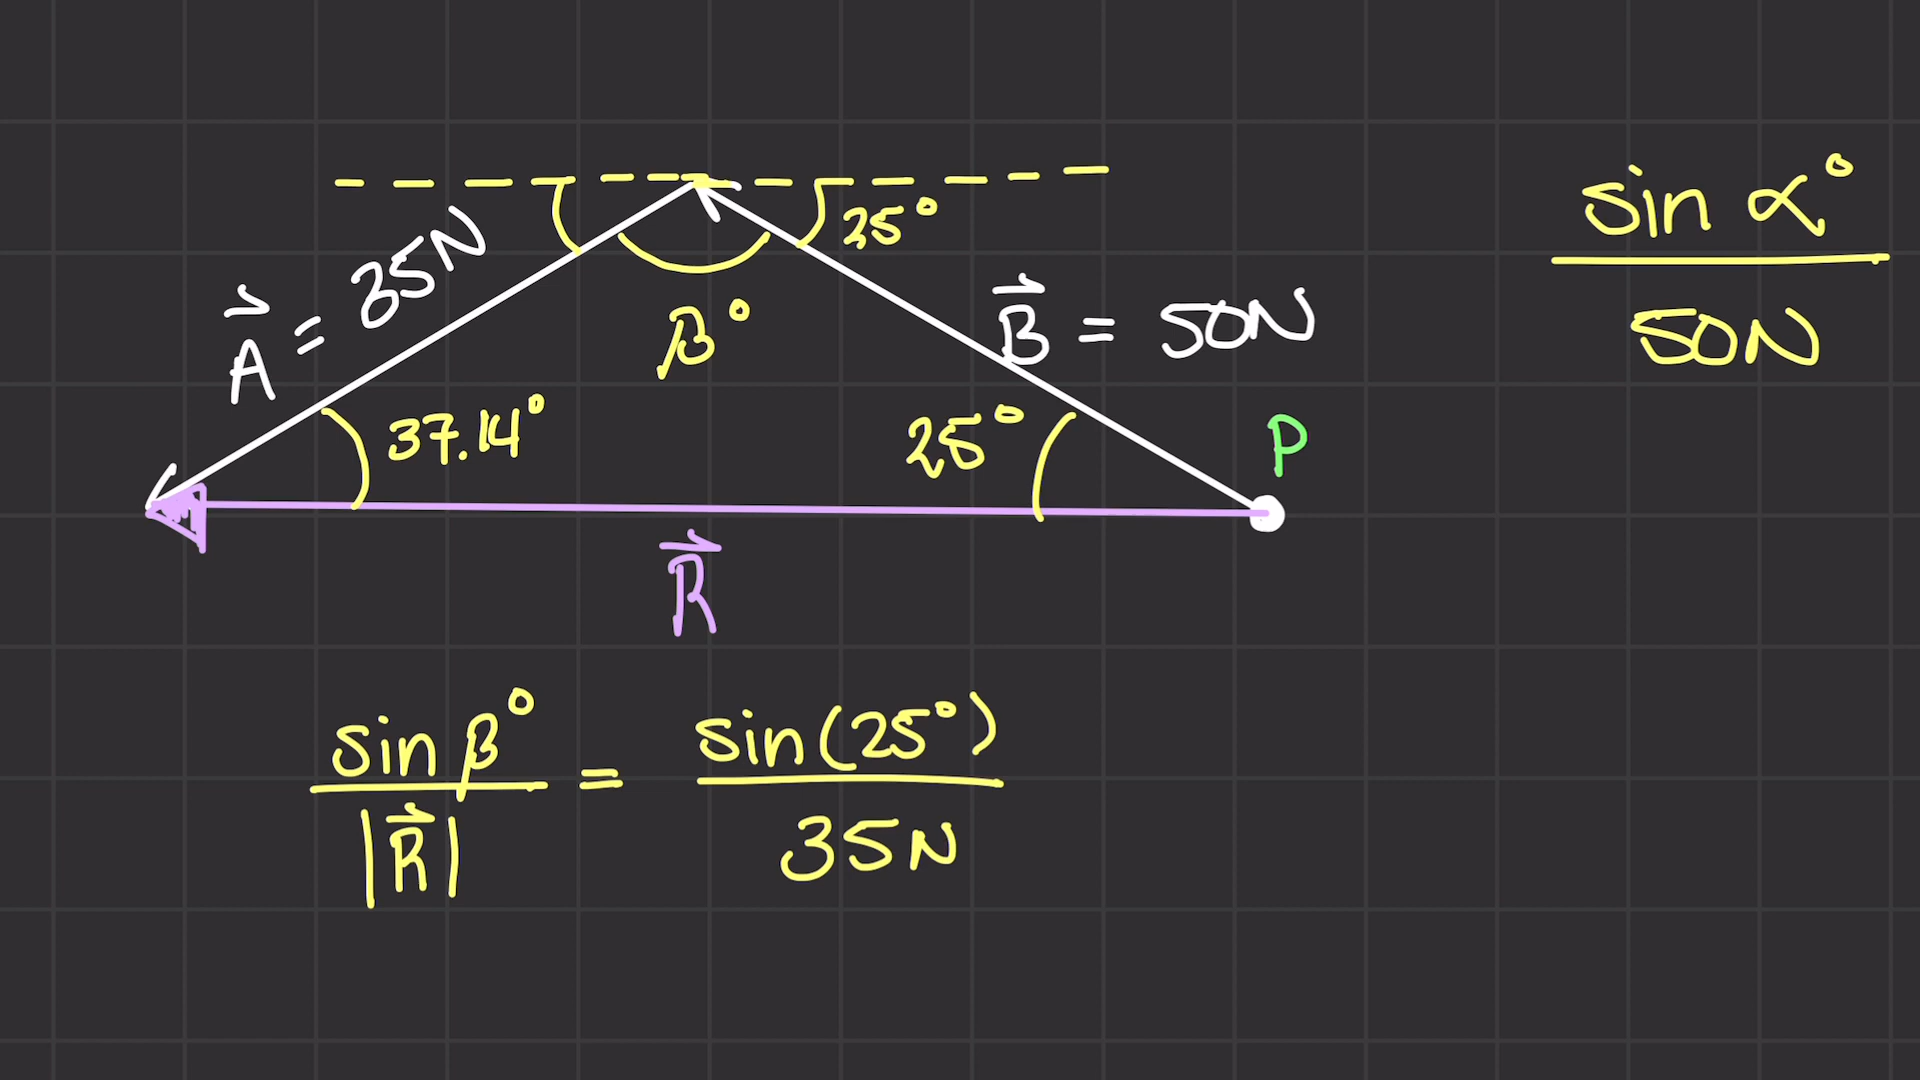 25°
A⃗ = 35N
β°
B⃗ = 50N
37.14°
25°
P
R⃗
sin α°
50N
sin β°
|R⃗|
=
sin(25°)
35N